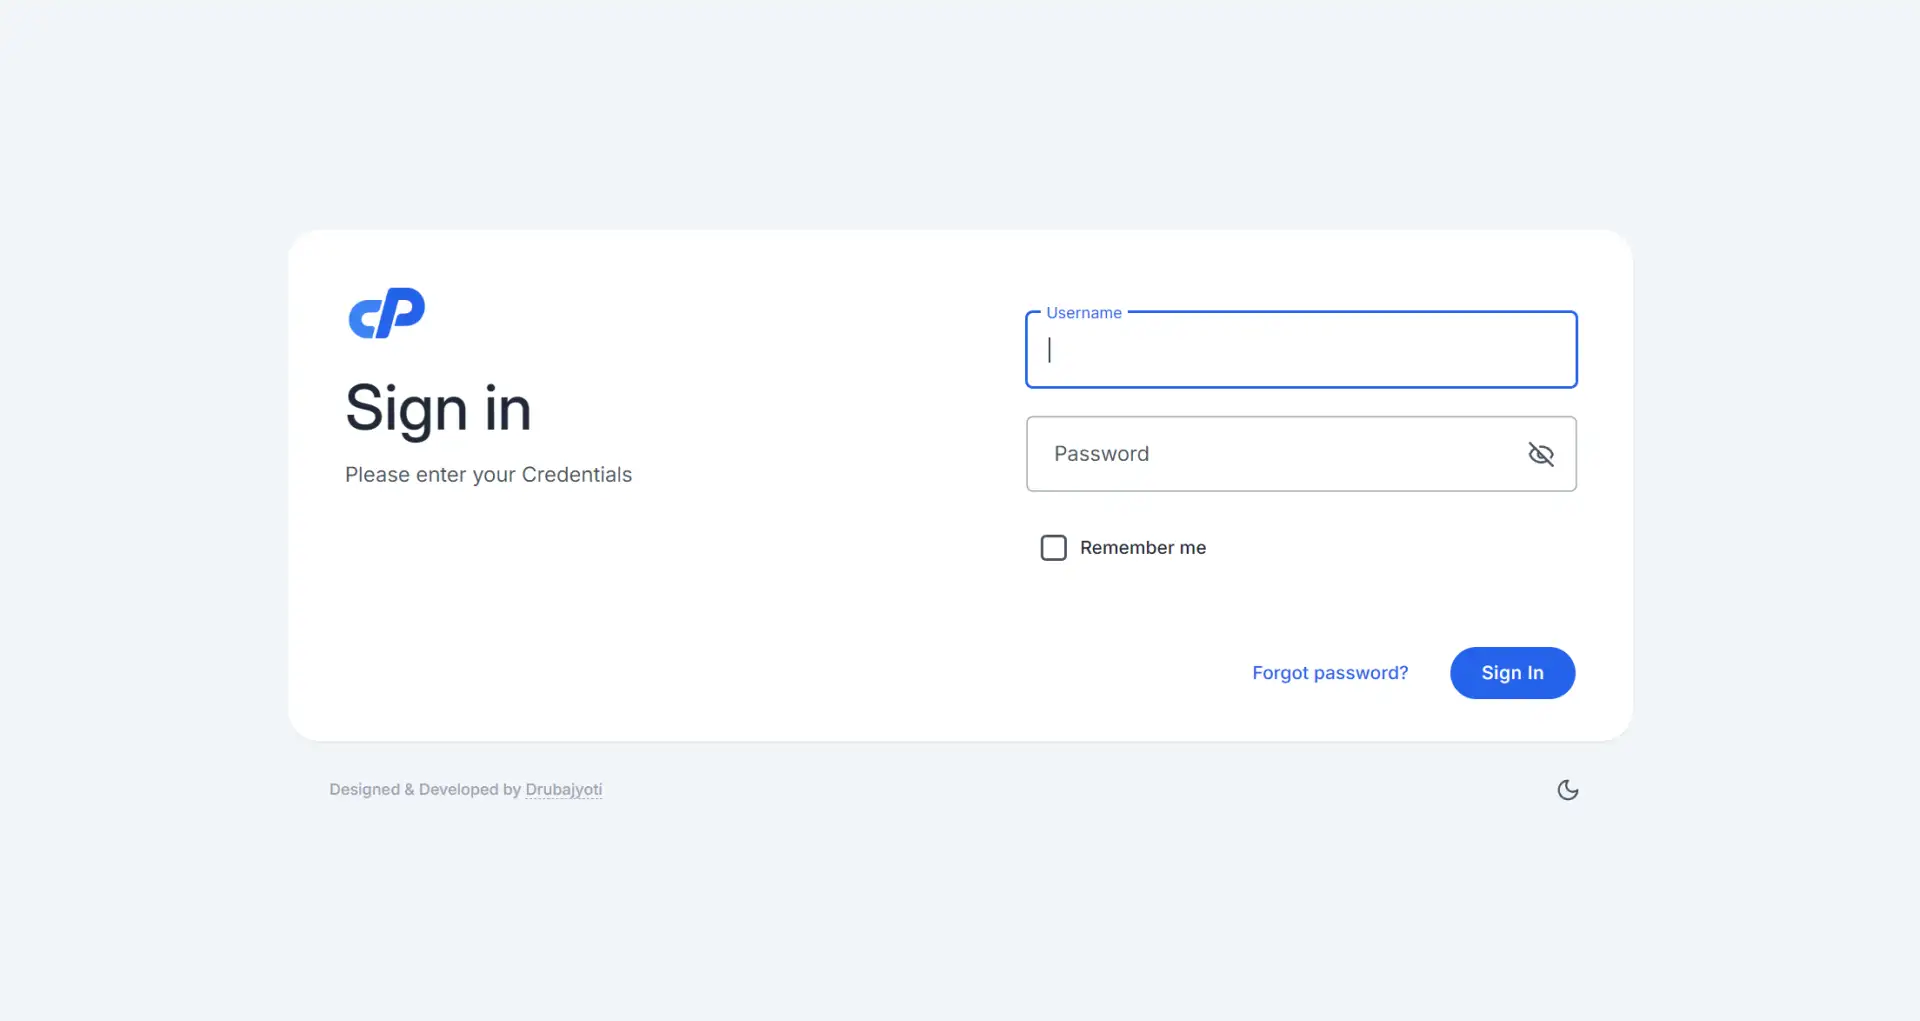 cP
Sign in
Please enter your Credentials
Username
Password
Remember me
Forgot password?
Sign In
Designed & Developed by Drubajyoti